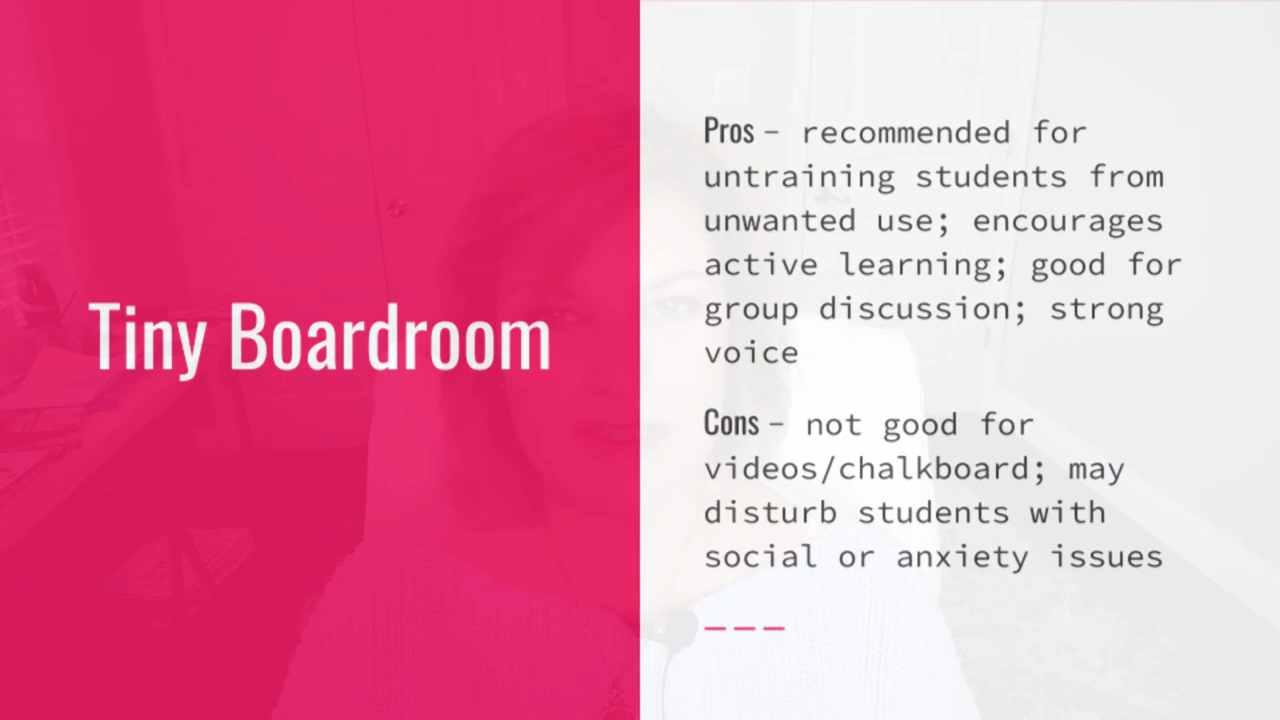 Tiny Boardroom
Pros – recommended for
untraining students from
unwanted use; encourages
active learning; good for
group discussion; strong
voice
Cons – not good for
videos/chalkboard; may
disturb students with
social or anxiety issues